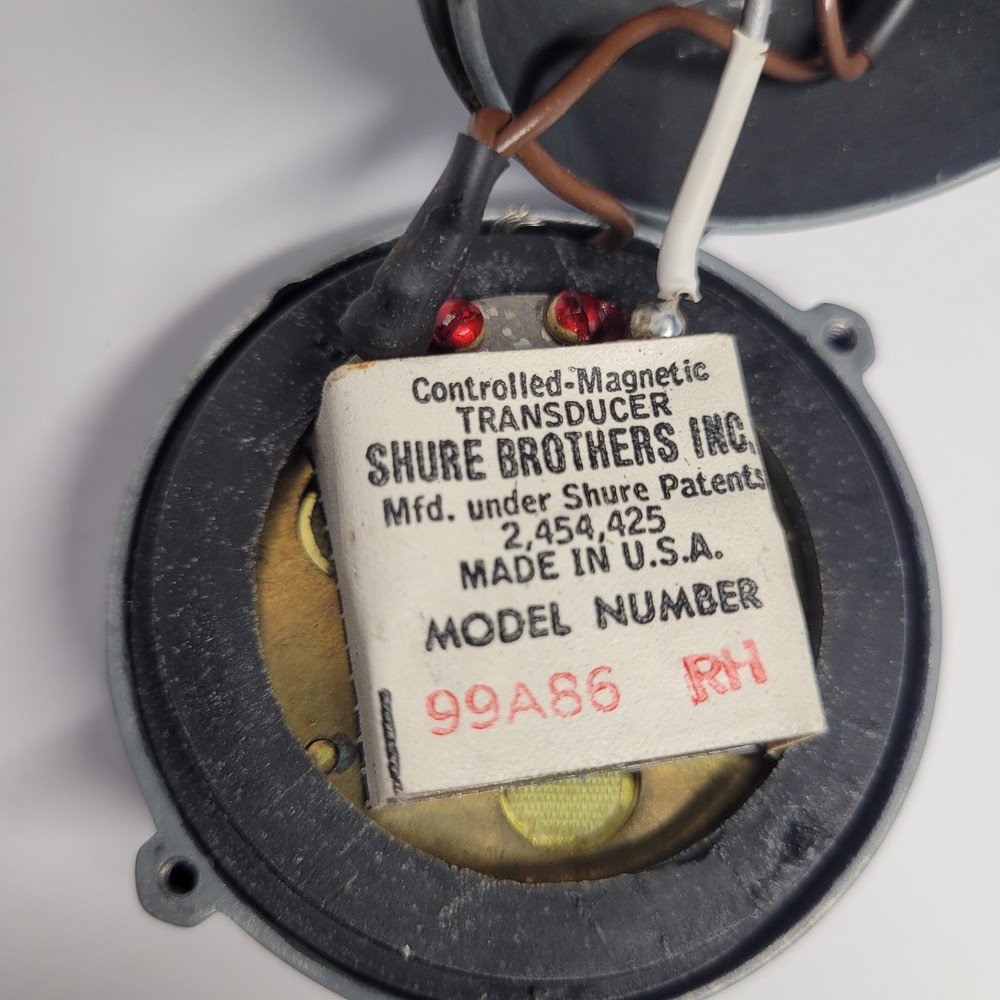 Controlled-Magnetic
TRANSDUCER
SHURE BROTHERS INC.
Mfd. under Shure Patents
2,454,425
MADE IN U.S.A.
MODEL NUMBER
99A86 RH